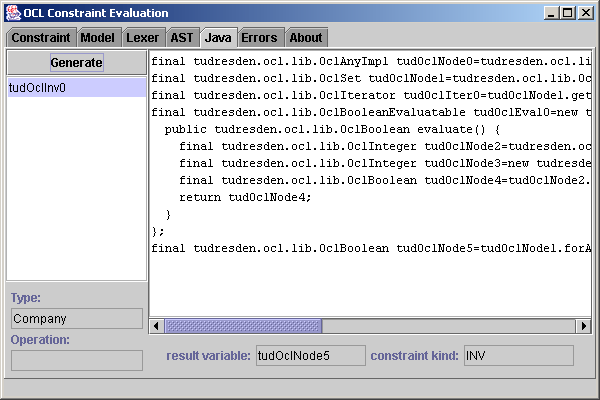 OCL Constraint Evaluation
Constraint Model Lexer AST Java Errors About
Generate
tudOclInv0
final tudresden.ocl.lib.OclAnyImpl tudOclNode0=tudresden.ocl.li
final tudresden.ocl.lib.OclSet tudOclNode1=tudresden.ocl.lib.Oc
final tudresden.ocl.lib.OclIterator tudOclIter0=tudOclNode1.get
final tudresden.ocl.lib.OclBooleanEvaluatable tudOclEval0=new t
public tudresden.ocl.lib.OclBoolean evaluate() {
final tudresden.ocl.lib.OclInteger tudOclNode2=tudresden.oc
final tudresden.ocl.lib.OclInteger tudOclNode3=new tudresde
final tudresden.ocl.lib.OclBoolean tudOclNode4=tudOclNode2.
return tudOclNode4;
}
};
final tudresden.ocl.lib.OclBoolean tudOclNode5=tudOclNode1.forA
Type:
Company
Operation:
result variable: tudOclNode5 constraint kind: INV